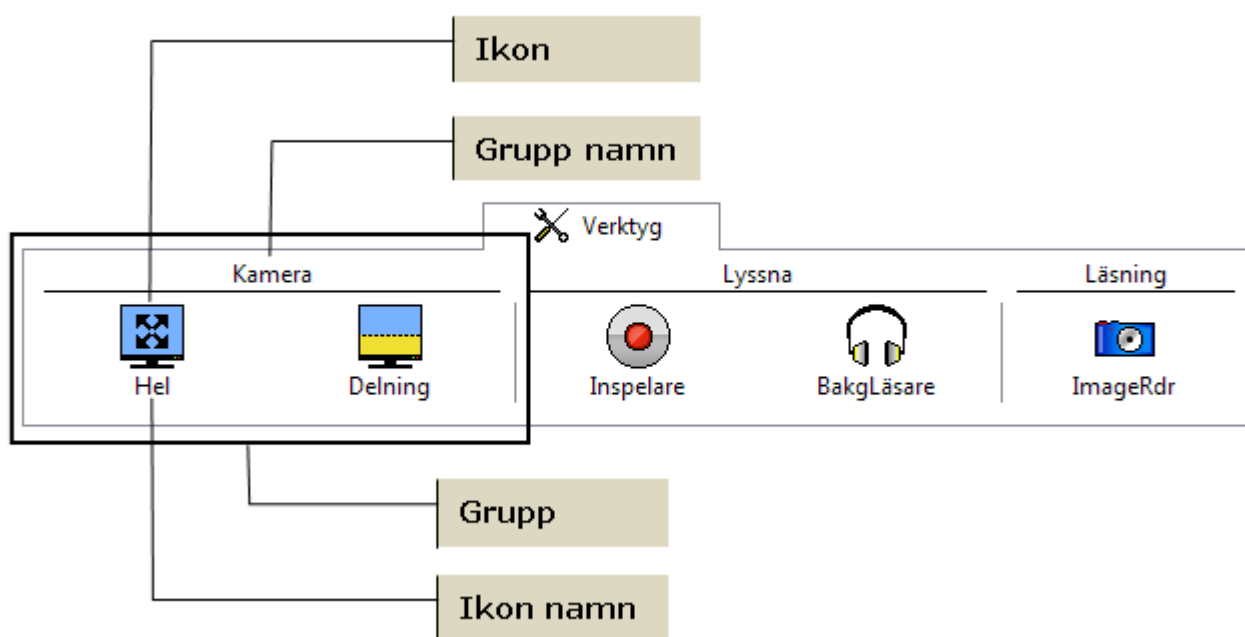 Ikon
Grupp namn
Verktyg
Kamera
Lyssna
Läsning
Hel
Delning
Inspelare
BakgLäsare
ImageRdr
Grupp
Ikon namn